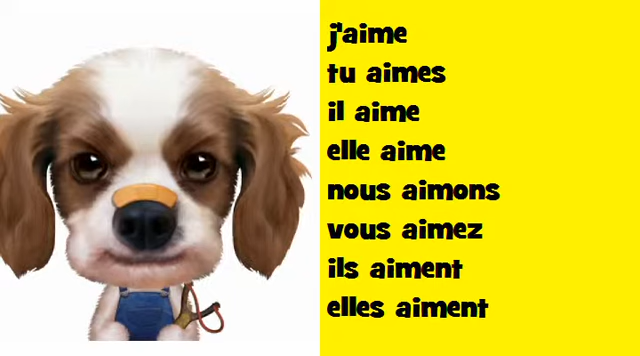 j'aime
tu aimes
il aime
elle aime
nous aimons
vous aimez
ils aiment
elles aiment